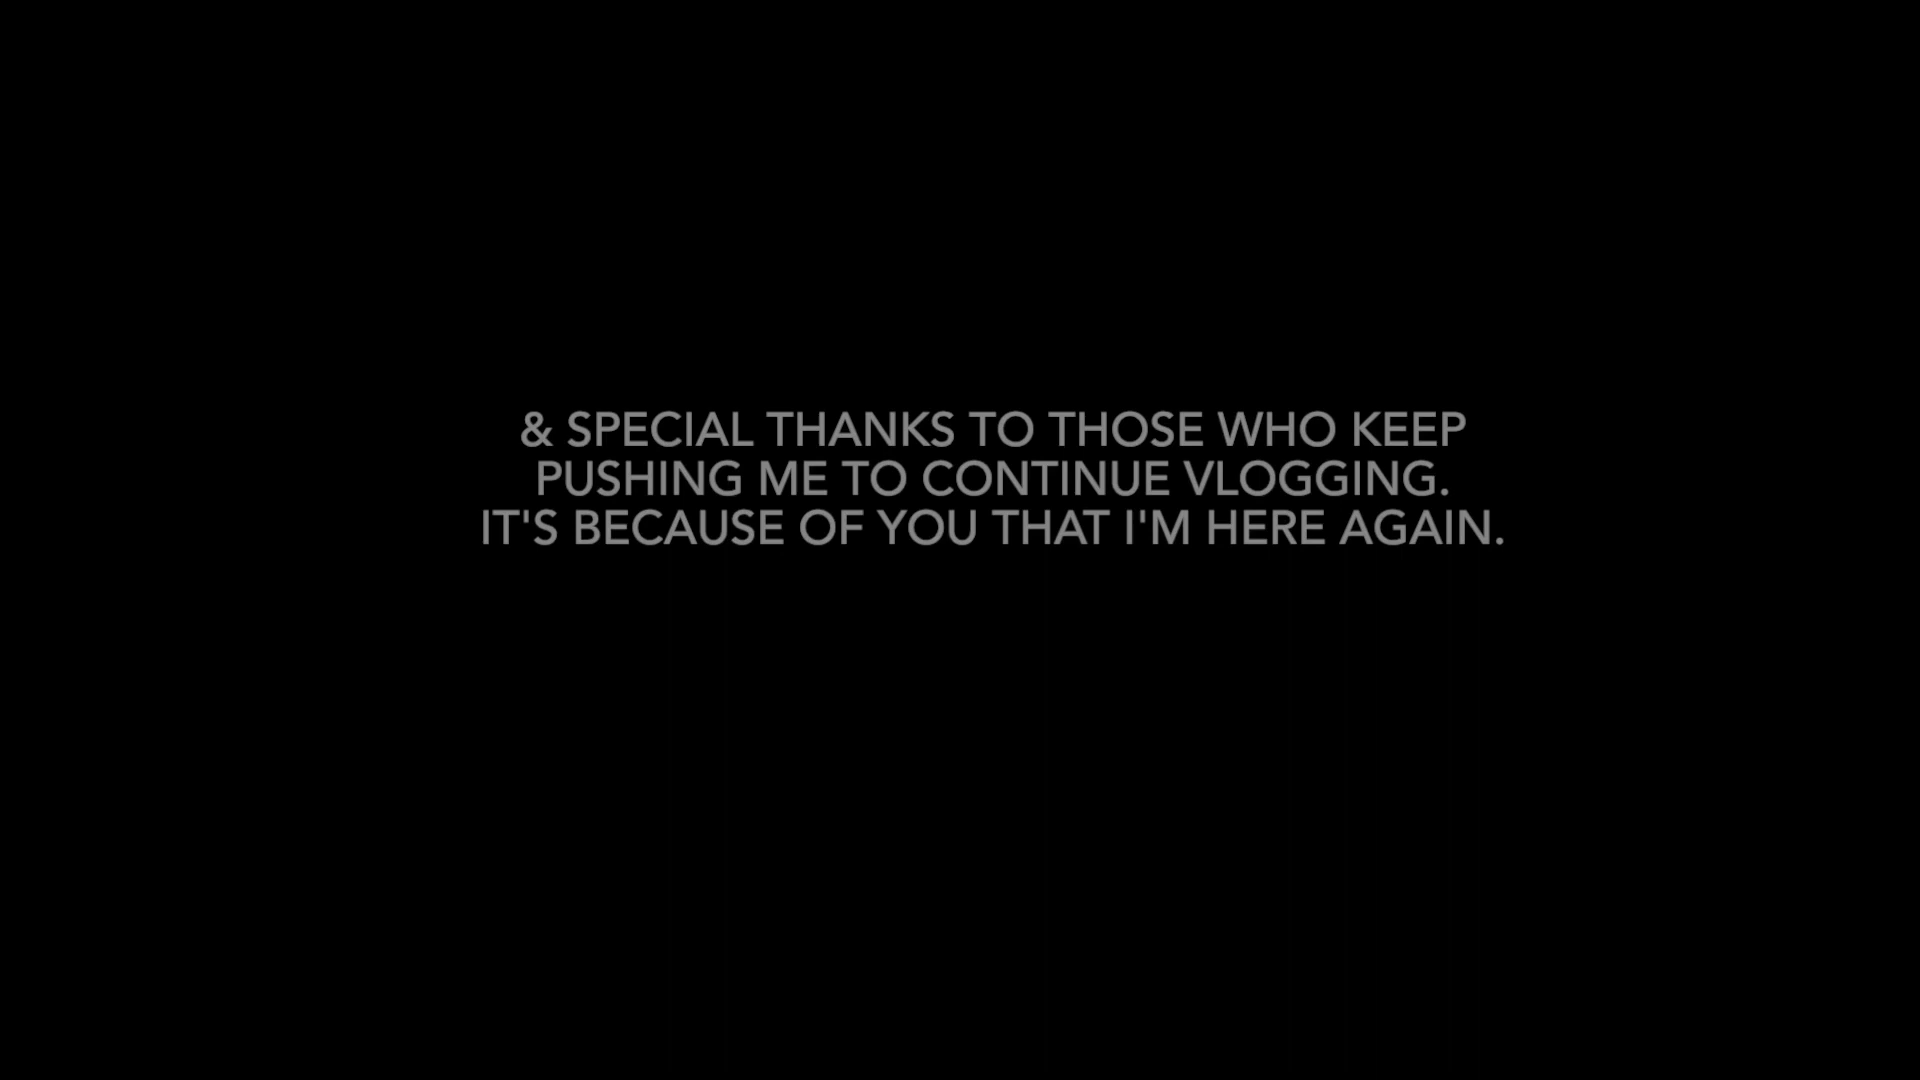 & SPECIAL THANKS TO THOSE WHO KEEP
PUSHING ME TO CONTINUE VLOGGING.
IT'S BECAUSE OF YOU THAT I'M HERE AGAIN.